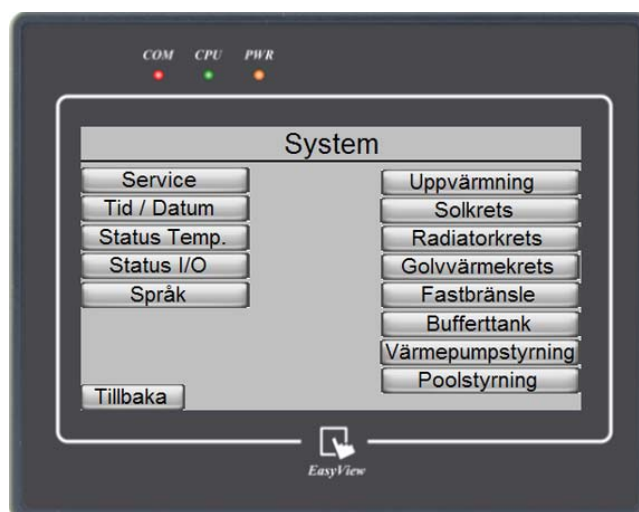 COM CPU PWR
System
Service
Tid / Datum
Status Temp.
Status I/O
Språk
Tillbaka
Uppvärmning
Solkrets
Radiatorkrets
Golvvärmekrets
Fastbränsle
Bufferttank
Värmepumpstyrning
Poolstyrning
EasyView